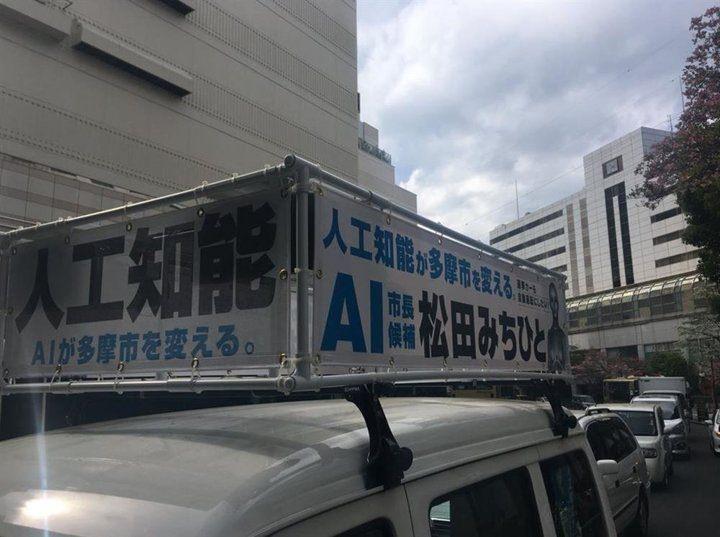 人工知能
AIが多摩市を変える。
人工知能が多摩市を変える。
AI
市長
候補
松田みちひと